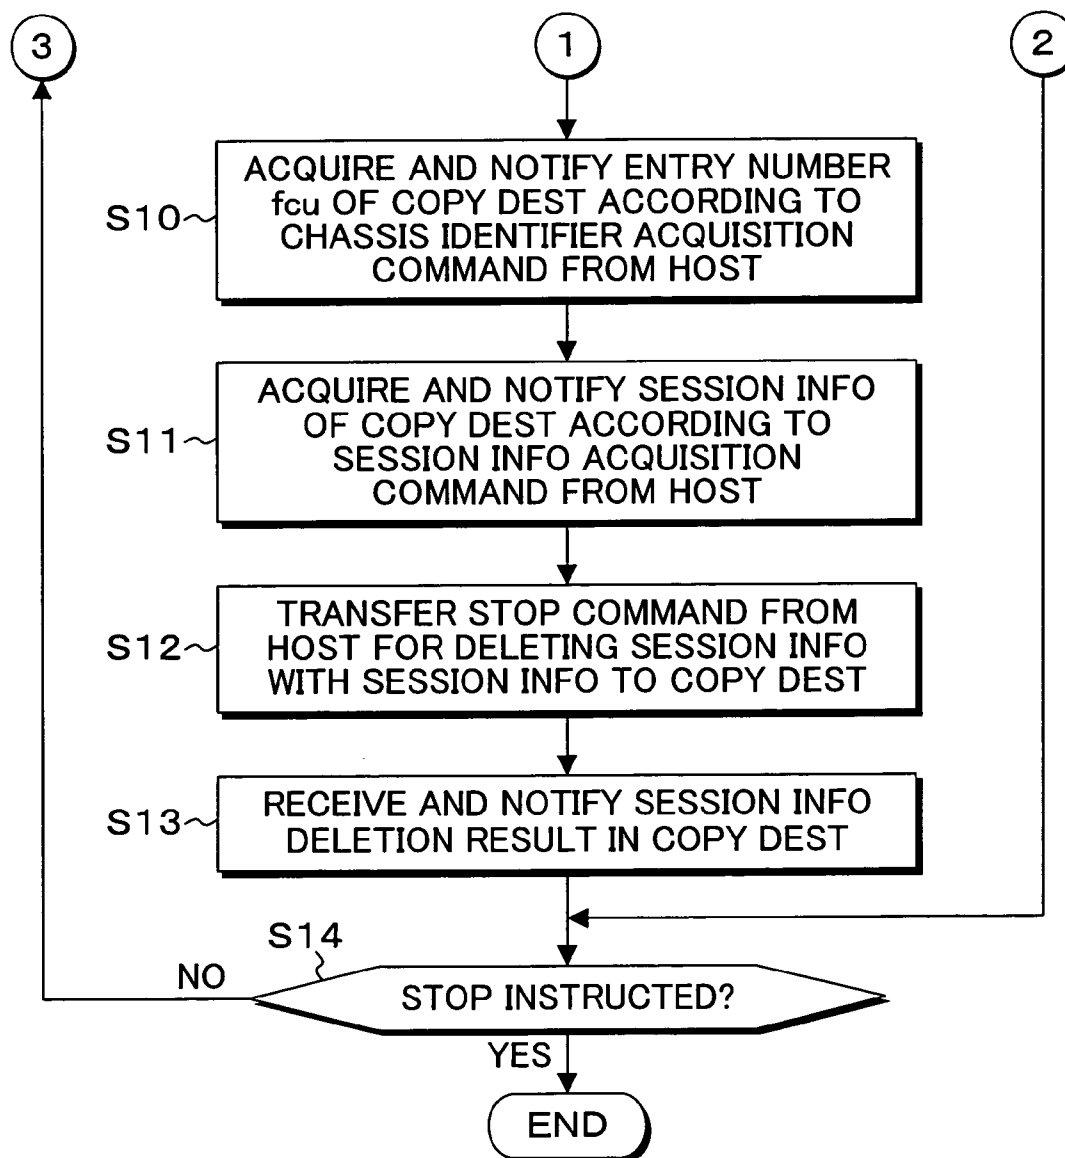 3
1
2
S10
ACQUIRE AND NOTIFY ENTRY NUMBER
fcu OF COPY DEST ACCORDING TO
CHASSIS IDENTIFIER ACQUISITION
COMMAND FROM HOST
S11
ACQUIRE AND NOTIFY SESSION INFO
OF COPY DEST ACCORDING TO
SESSION INFO ACQUISITION
COMMAND FROM HOST
S12
TRANSFER STOP COMMAND FROM
HOST FOR DELETING SESSION INFO
WITH SESSION INFO TO COPY DEST
S13
RECEIVE AND NOTIFY SESSION INFO
DELETION RESULT IN COPY DEST
S14
NO
STOP INSTRUCTED?
YES
END